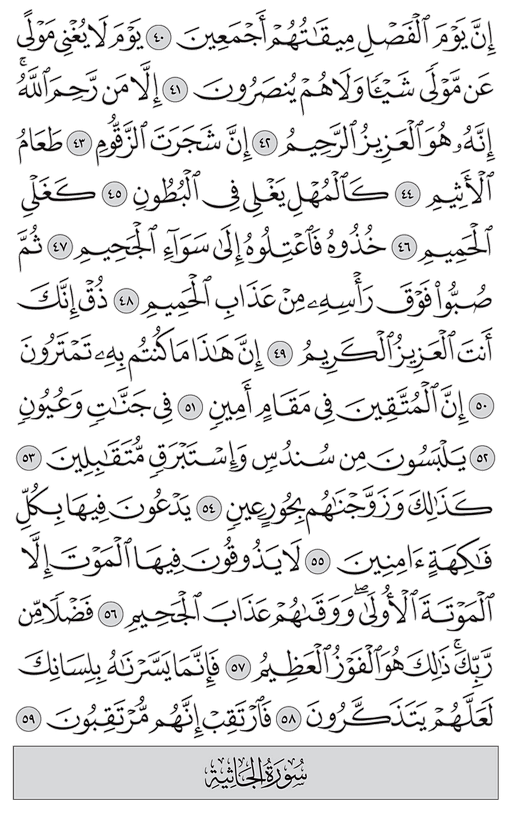 إِنَّ يَوْمَ ٱلْفَصْلِ مِيقَٰتُهُمْ أَجْمَعِينَ ٤٠ يَوْمَ لَا يُغْنِى مَوْلًى
عَن مَّوْلًى شَيْـًٔا وَلَا هُمْ يُنصَرُونَ ٤١ إِلَّا مَن رَّحِمَ ٱللَّهُ ۚ
إِنَّهُۥ هُوَ ٱلْعَزِيزُ ٱلرَّحِيمُ ٤٢ إِنَّ شَجَرَتَ ٱلزَّقُّومِ ٤٣ طَعَامُ
ٱلْأَثِيمِ ٤٤ كَٱلْمُهْلِ يَغْلِى فِى ٱلْبُطُونِ ٤٥ كَغَلْىِ
ٱلْحَمِيمِ ٤٦ خُذُوهُ فَٱعْتِلُوهُ إِلَىٰ سَوَآءِ ٱلْجَحِيمِ ٤٧ ثُمَّ
صُبُّوا۟ فَوْقَ رَأْسِهِۦ مِنْ عَذَابِ ٱلْحَمِيمِ ٤٨ ذُقْ إِنَّكَ
أَنتَ ٱلْعَزِيزُ ٱلْكَرِيمُ ٤٩ إِنَّ هَٰذَا مَا كُنتُم بِهِۦ تَمْتَرُونَ
٥٠ إِنَّ ٱلْمُتَّقِينَ فِى مَقَامٍ أَمِينٍ ٥١ فِى جَنَّٰتٍ وَعُيُونٍ
٥٢ يَلْبَسُونَ مِن سُندُسٍ وَإِسْتَبْرَقٍ مُّتَقَٰبِلِينَ ٥٣
كَذَٰلِكَ وَزَوَّجْنَٰهُم بِحُورٍ عِينٍ ٥٤ يَدْعُونَ فِيهَا بِكُلِّ
فَٰكِهَةٍ ءَامِنِينَ ٥٥ لَا يَذُوقُونَ فِيهَا ٱلْمَوْتَ إِلَّا
ٱلْمَوْتَةَ ٱلْأُولَىٰ ۖ وَوَقَىٰهُمْ عَذَابَ ٱلْجَحِيمِ ٥٦ فَضْلًا مِّن
رَّبِّكَ ۚ ذَٰلِكَ هُوَ ٱلْفَوْزُ ٱلْعَظِيمُ ٥٧ فَإِنَّمَا يَسَّرْنَٰهُ بِلِسَانِكَ
لَعَلَّهُمْ يَتَذَكَّرُونَ ٥٨ فَٱرْتَقِبْ إِنَّهُم مُّرْتَقِبُونَ ٥٩
سُورَةُ الجَاثِيَةِ